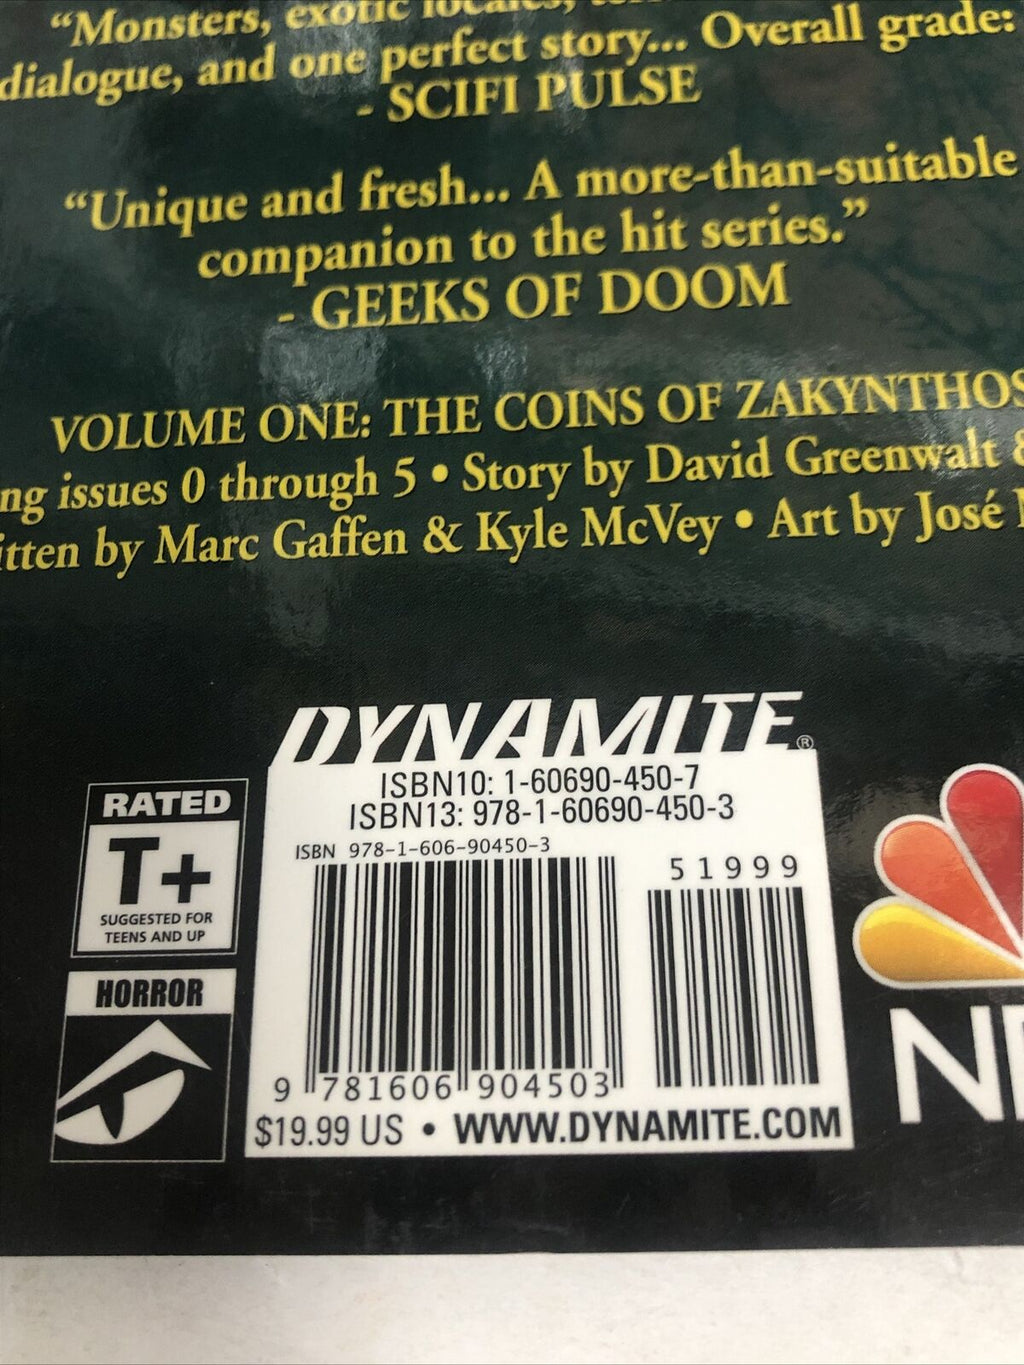 “Monsters, exotic locales,
dialogue, and one perfect story... Overall grade:
- SCIFI PULSE
“Unique and fresh... A more-than-suitable
companion to the hit series.”
- GEEKS OF DOOM
VOLUME ONE: THE COINS OF ZAKYNTHOS
ng issues 0 through 5 • Story by David Greenwalt &
itten by Marc Gaffen & Kyle McVey • Art by José
DYNAMITE®
ISBN10: 1-60690-450-7
ISBN13: 978-1-60690-450-3
ISBN 978-1-606-90450-3
51999
9 781606 904503
$19.99 US • WWW.DYNAMITE.COM
RATED
T+
SUGGESTED FOR
TEENS AND UP
HORROR
N